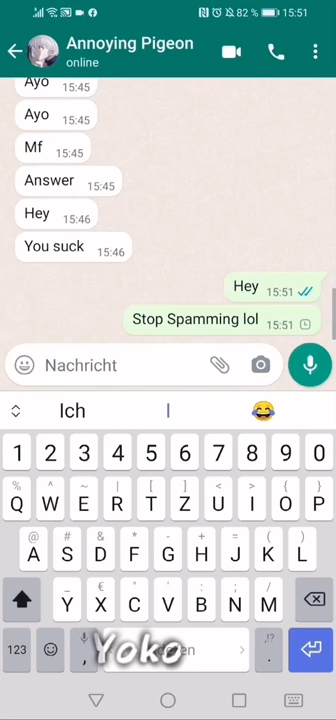 82 % 15:51
Annoying Pigeon
online
Ayo 15:45
Ayo 15:45
Mf 15:45
Answer 15:45
Hey 15:46
You suck 15:46
Hey 15:51
Stop Spamming lol 15:51
Nachricht
Ich I 😂
1 2 3 4 5 6 7 8 9 0
% ^ ~ | [ ] < > { }
Q W E R T Z U I O P
@ # & * - + = ( )
A S D F G H J K L
_ € " ' : ; /
Y X C V B N M
123 , Yoko . ,!?